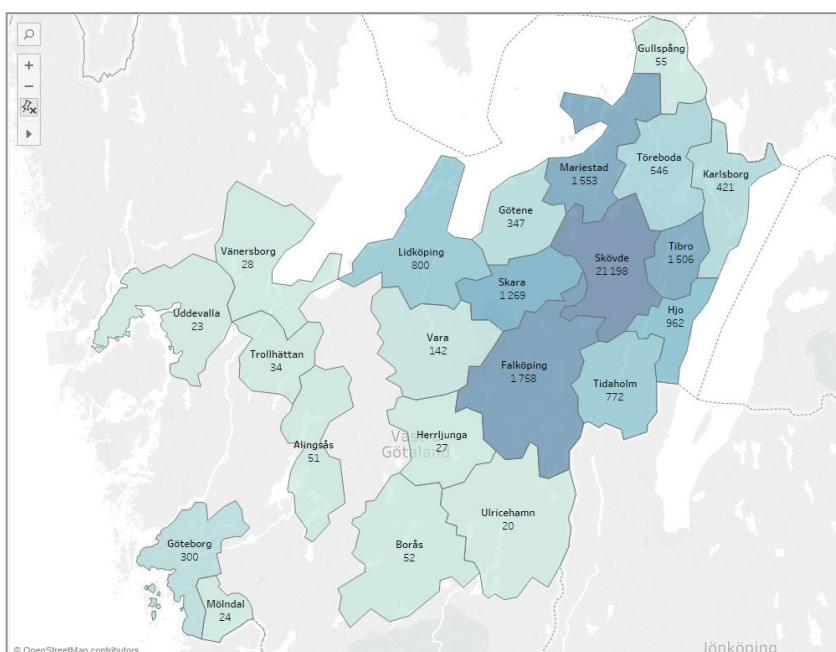 Gullspång
55
Mariestad
1 553
Töreboda
546
Karlsborg
421
Götene
347
Vänersborg
28
Lidköping
800
Skövde
21 198
Tibro
1 506
Skara
1 269
Uddevalla
23
Hjo
962
Vara
142
Trollhättan
34
Falköping
1 758
Tidaholm
772
Alingsås
51
Herrljunga
27
Götaland
Ulricehamn
20
Göteborg
300
Borås
52
Mölndal
24
© OpenStreetMap contributors
Jönköping